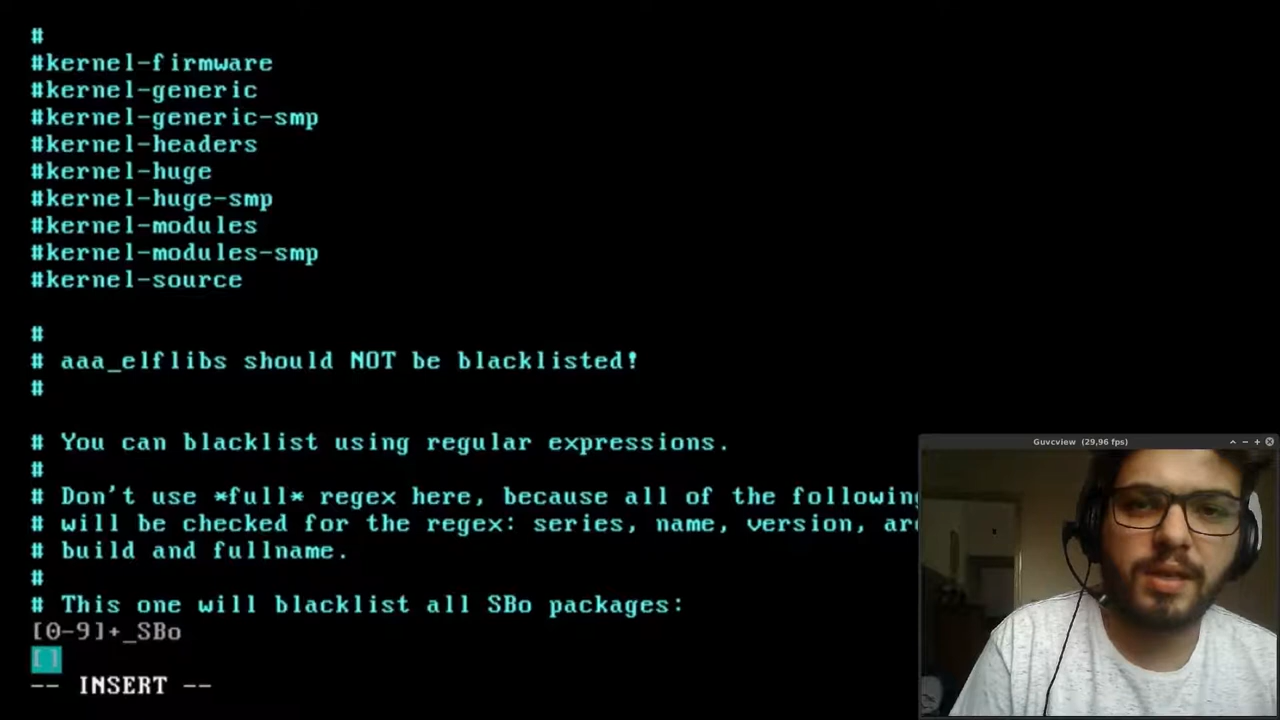 #
#kernel-firmware
#kernel-generic
#kernel-generic-smp
#kernel-headers
#kernel-huge
#kernel-huge-smp
#kernel-modules
#kernel-modules-smp
#kernel-source
#
# aaa_elflibs should NOT be blacklisted!
#
# You can blacklist using regular expressions.
#
# Don't use *full* regex here, because all of the following
# will be checked for the regex: series, name, version,
# build and fullname.
#
# This one will blacklist all SBo packages:
[0-9]+_SBo
[]
-- INSERT --
Guvcview (29,96 fps)